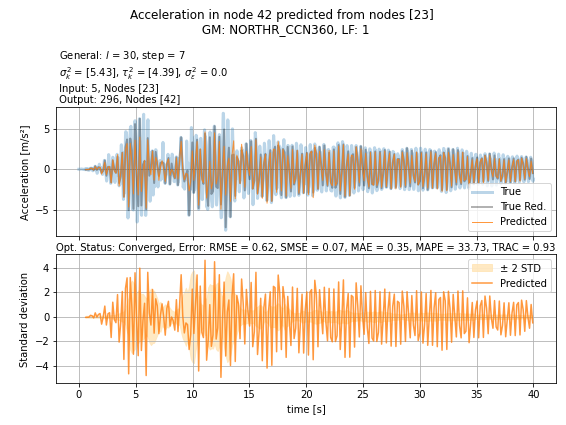 Acceleration in node 42 predicted from nodes [23]
GM: NORTHR_CCN360, LF: 1
General: l = 30, step = 7
σ²ₖ = [5.43], τ²ₖ = [4.39], σ²ε = 0.0
Input: 5, Nodes [23]
Output: 296, Nodes [42]
Acceleration [m/s²]
5
0
−5
True
True Red.
Predicted
Opt. Status: Converged, Error: RMSE = 0.62, SMSE = 0.07, MAE = 0.35, MAPE = 33.73, TRAC = 0.93
Standard deviation
4
2
0
−2
−4
± 2 STD
Predicted
0 5 10 15 20 25 30 35 40
time [s]